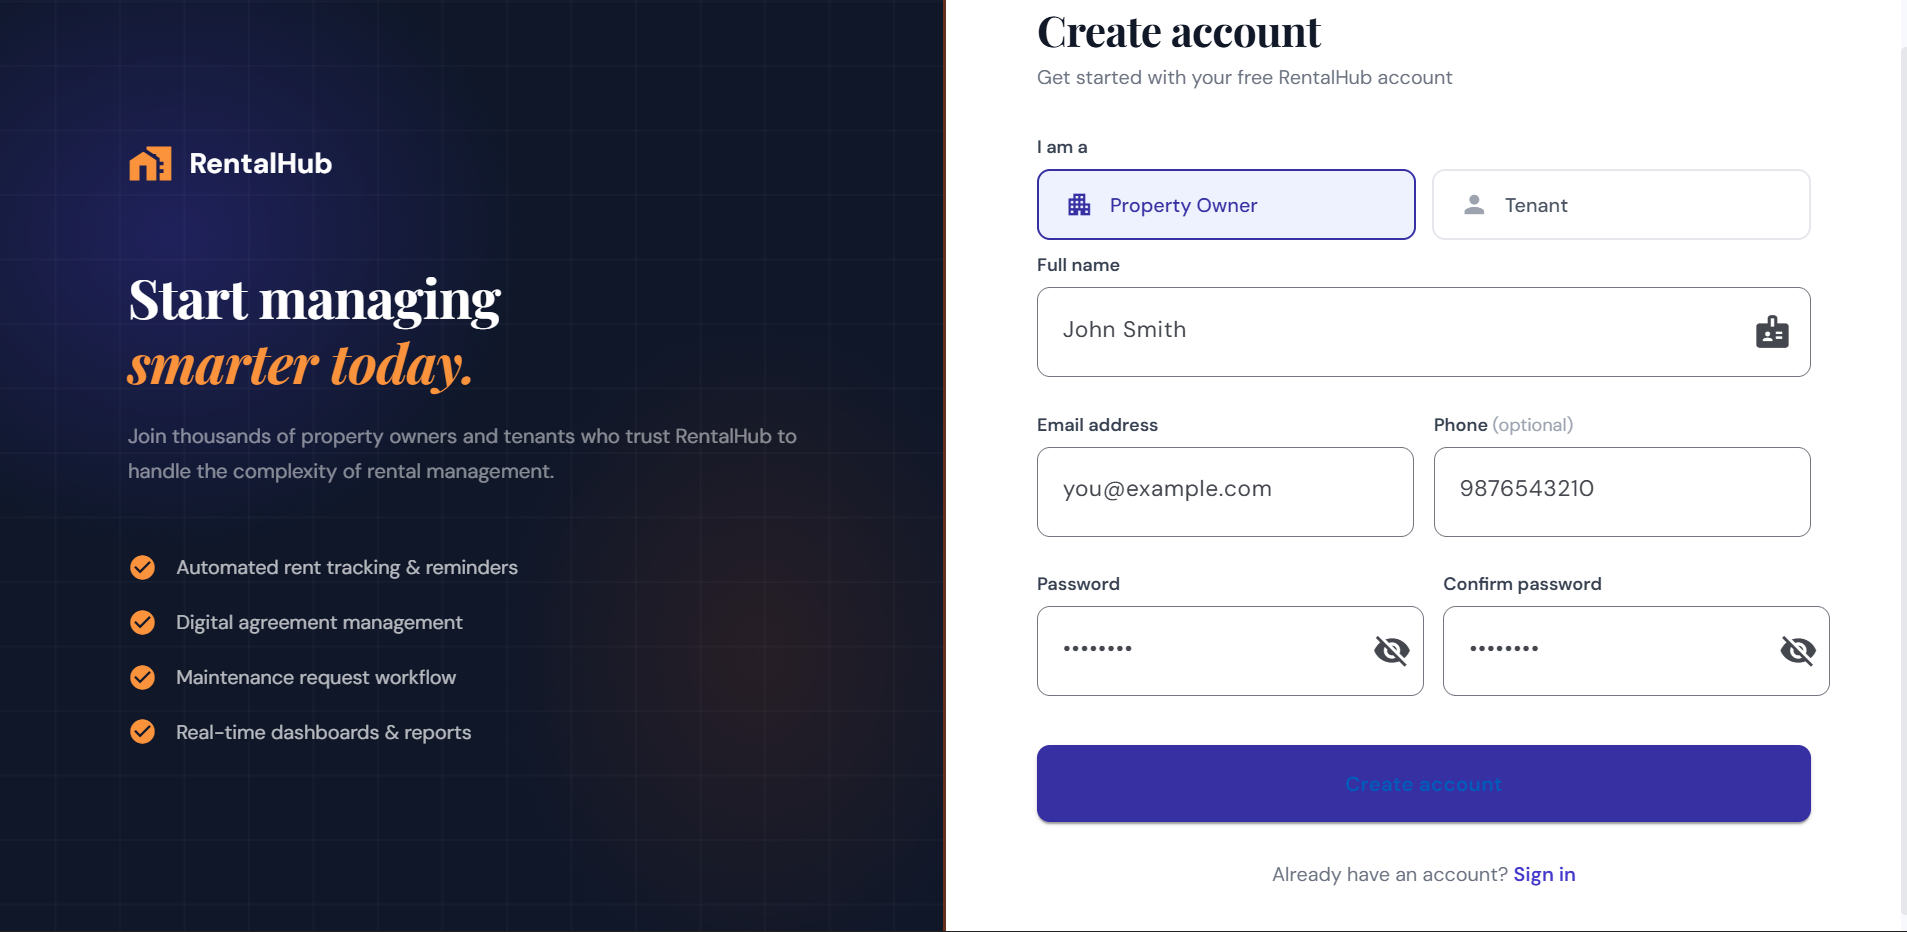 RentalHub
Start managing
smarter today.
Join thousands of property owners and tenants who trust RentalHub to
handle the complexity of rental management.
Automated rent tracking & reminders
Digital agreement management
Maintenance request workflow
Real-time dashboards & reports
Create account
Get started with your free RentalHub account
I am a
Property Owner
Tenant
Full name
John Smith
Email address
Phone (optional)
you@example.com
9876543210
Password
Confirm password
••••••••
••••••••
Create account
Already have an account? Sign in